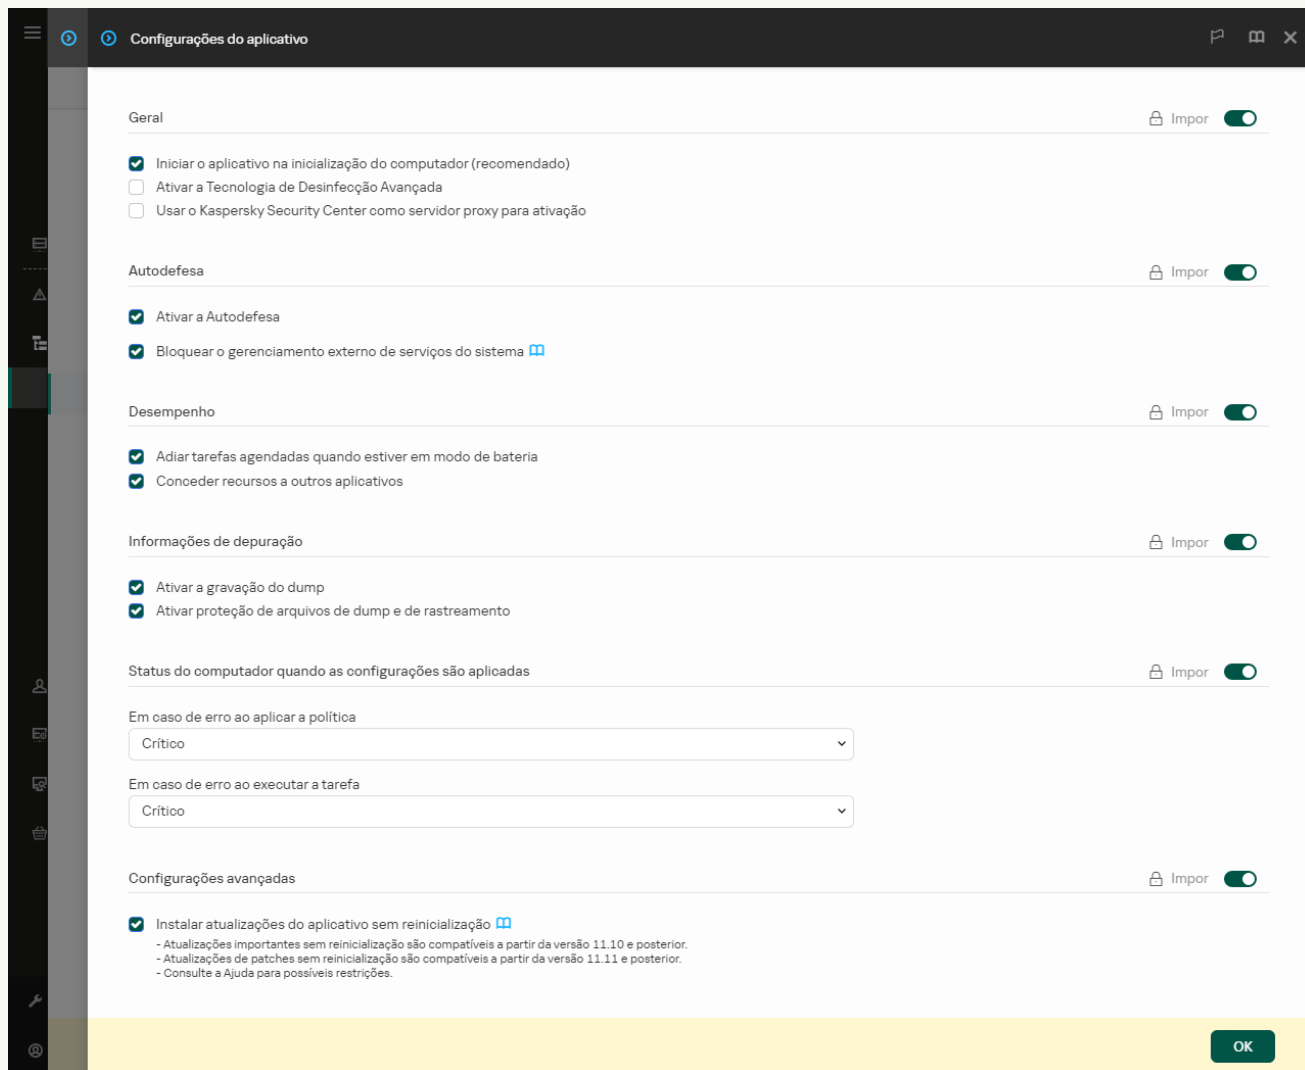 Configurações do aplicativo
Geral
Impor
Iniciar o aplicativo na inicialização do computador (recomendado)
Ativar a Tecnologia de Desinfecção Avançada
Usar o Kaspersky Security Center como servidor proxy para ativação
Autodefesa
Impor
Ativar a Autodefesa
Bloquear o gerenciamento externo de serviços do sistema
Desempenho
Impor
Adiar tarefas agendadas quando estiver em modo de bateria
Conceder recursos a outros aplicativos
Informações de depuração
Impor
Ativar a gravação do dump
Ativar proteção de arquivos de dump e de rastreamento
Status do computador quando as configurações são aplicadas
Impor
Em caso de erro ao aplicar a política
Crítico
Em caso de erro ao executar a tarefa
Crítico
Configurações avançadas
Impor
Instalar atualizações do aplicativo sem reinicialização
- Atualizações importantes sem reinicialização são compatíveis a partir da versão 11.10 e posterior.
- Atualizações de patches sem reinicialização são compatíveis a partir da versão 11.11 e posterior.
- Consulte a Ajuda para possíveis restrições.
OK